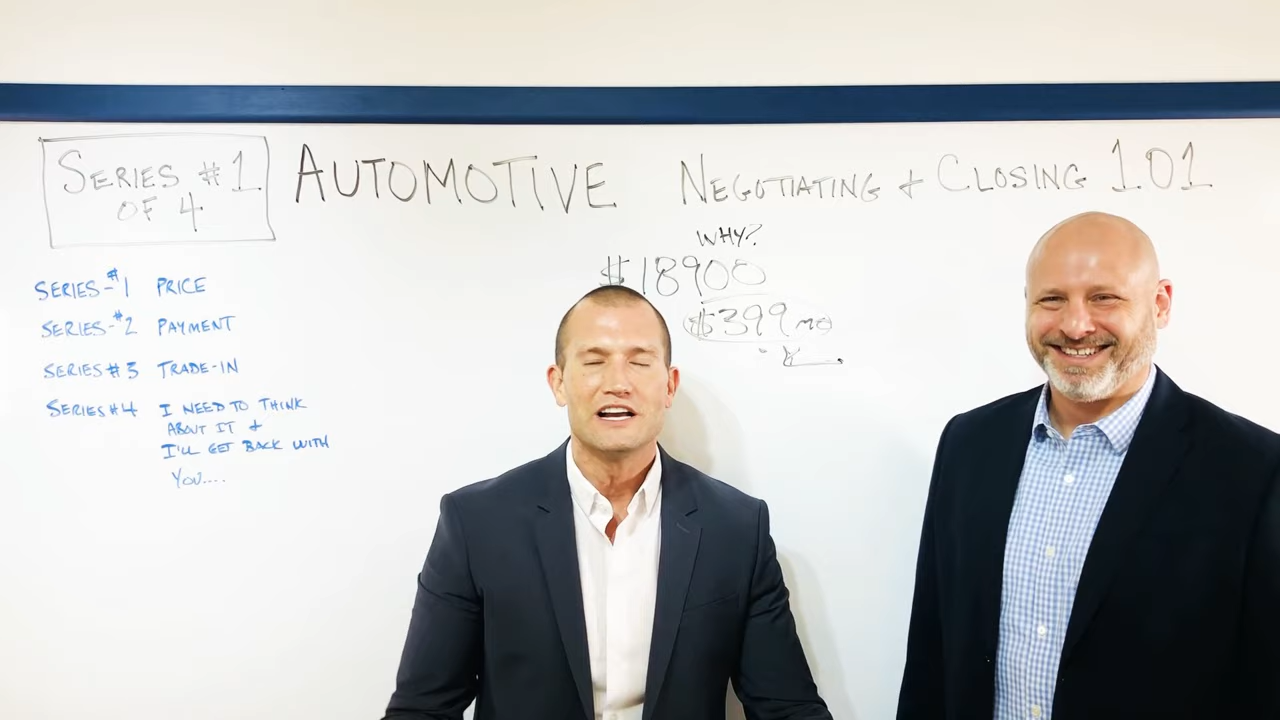 SERIES #1
OF 4
AUTOMOTIVE NEGOTIATING & CLOSING 101
WHY?
$18900
$399 MO
SERIES-#1 PRICE
SERIES-#2 PAYMENT
SERIES#3 TRADE-IN
SERIES#4 I NEED TO THINK
ABOUT IT &
I'LL GET BACK WITH
YOU....